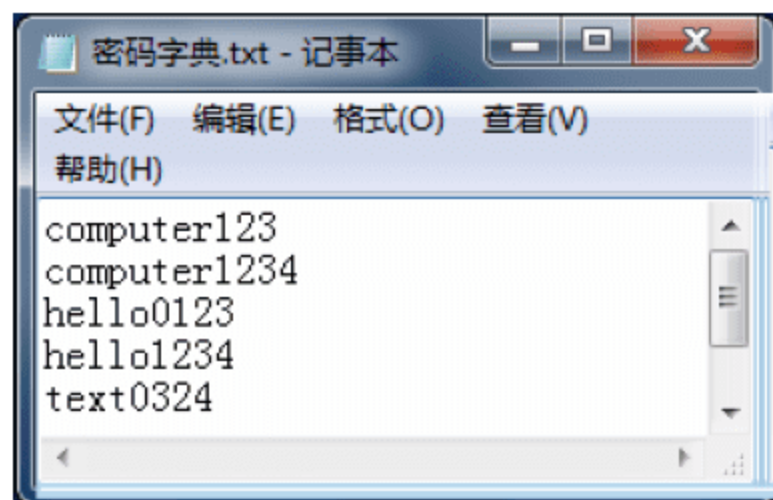 密码字典.txt - 记事本
文件(F) 编辑(E) 格式(O) 查看(V)
帮助(H)
computer123
computer1234
hello0123
hello1234
text0324